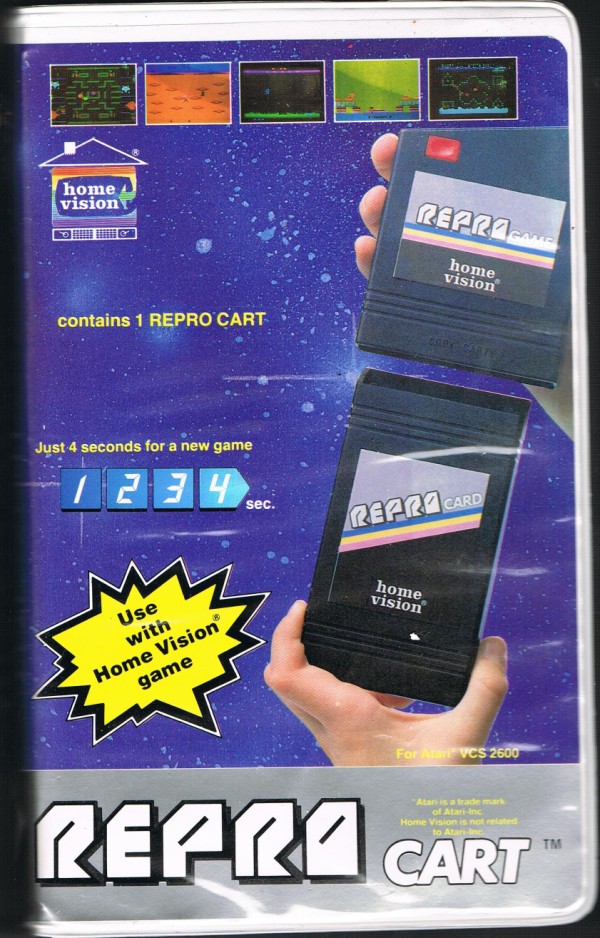 ®
home
vision
REPRO GAME
home
vision®
COPY CARTR
contains 1 REPRO CART
Just 4 seconds for a new game
1 2 3 4 sec.
REPRO CARD
home
vision®
Use
with
Home Vision®
game
For Atari® VCS 2600
REPRO
"Atari is a trade mark
of Atari-Inc.
Home Vision is not related
to Atari-Inc.
CART ™